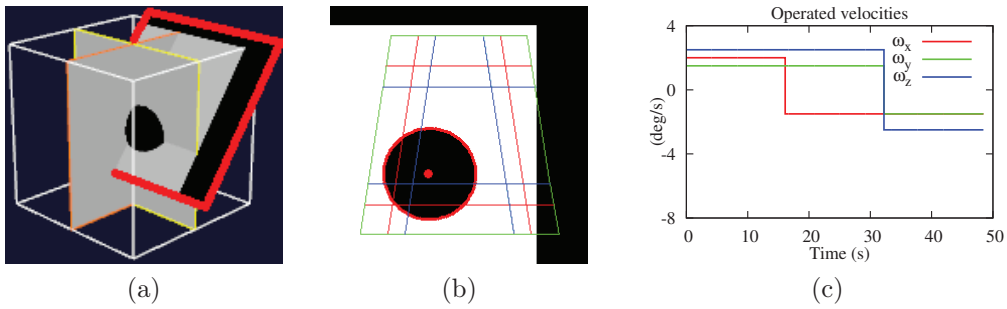 Operated velocities
4
0
-4
-8
(deg/s)
ωx
ωy
ωz
0 10 20 30 40 50
Time (s)
(a) (b) (c)